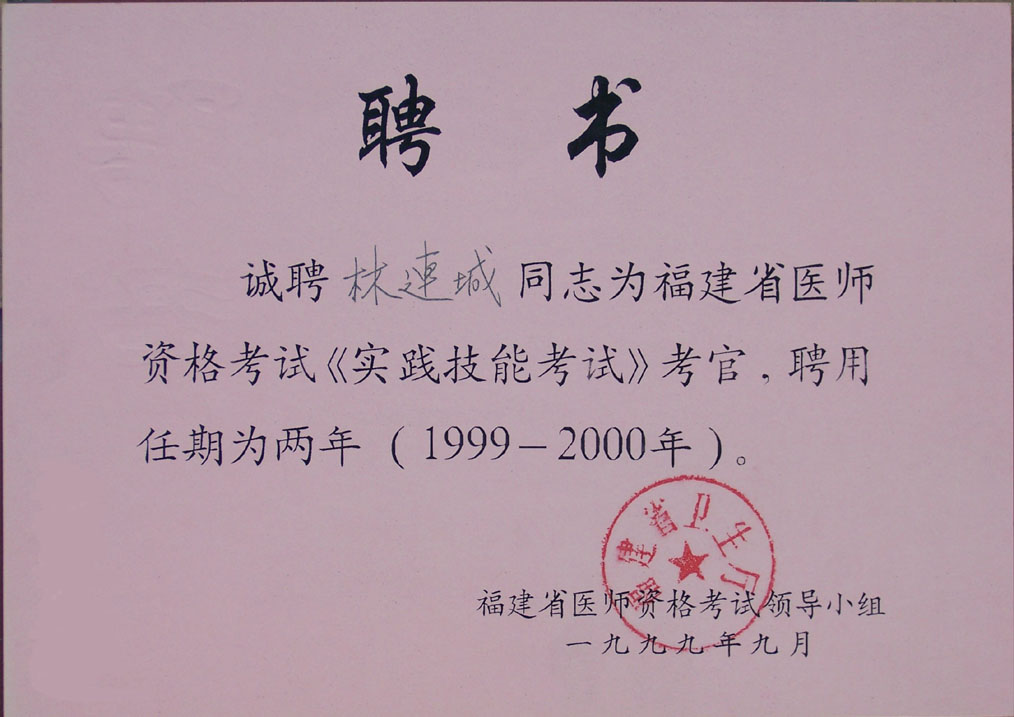 聘书
诚聘林連城同志为福建省医师
资格考试《实践技能考试》考官，聘用
任期为两年（1999－2000年）。
福建省卫生厅
福建省医师资格考试领导小组
一九九九年九月